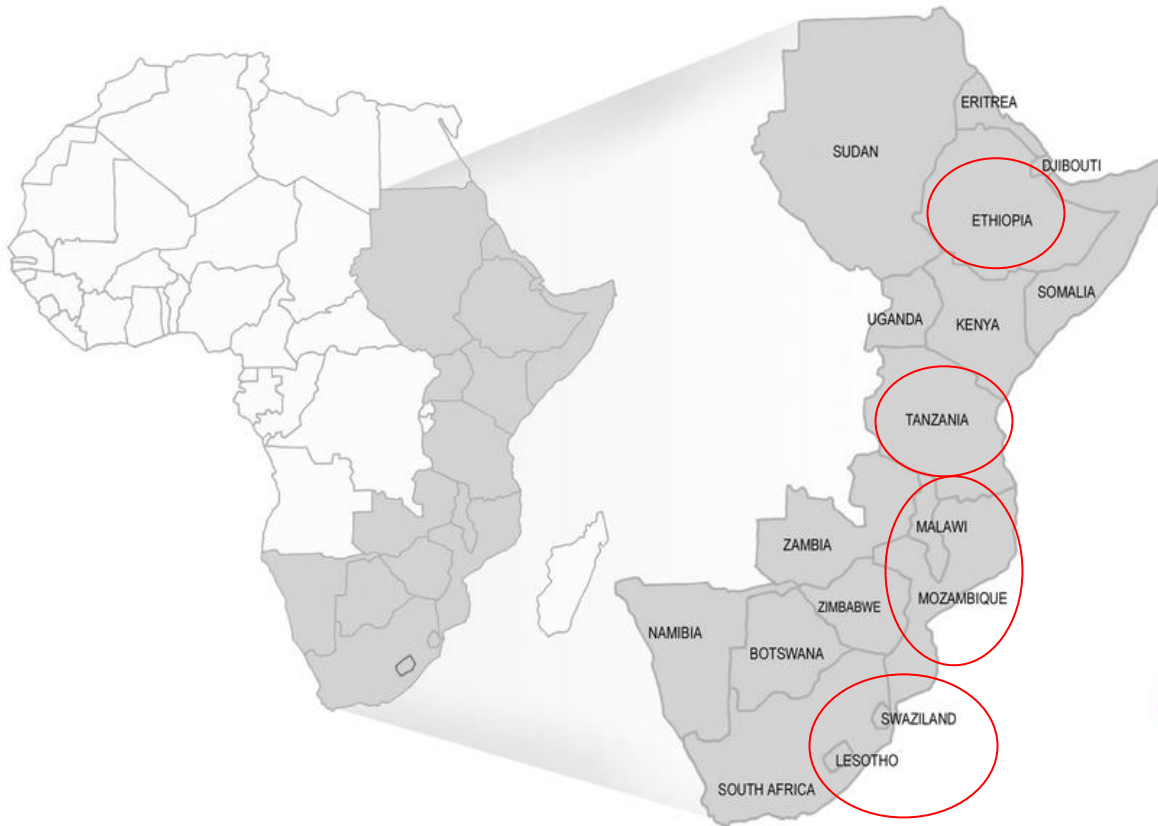 ERITREA
SUDAN
DJIBOUTI
ETHIOPIA
SOMALIA
UGANDA
KENYA
TANZANIA
MALAWI
ZAMBIA
MOZAMBIQUE
ZIMBABWE
NAMIBIA
BOTSWANA
SWAZILAND
LESOTHO
SOUTH AFRICA